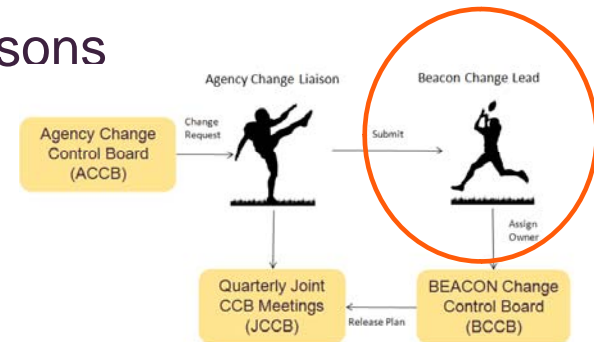 sons
Agency Change Liaison
Beacon Change Lead
Agency Change
Control Board
(ACCB)
Change
Request
Submit
Assign
Owner
Quarterly Joint
CCB Meetings
(JCCB)
Release Plan
BEACON Change
Control Board
(BCCB)